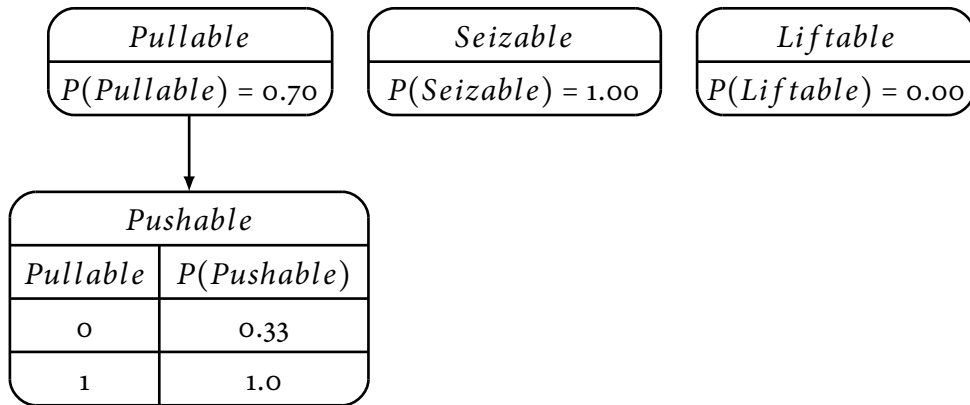 Pullable
P(Pullable) = 0.70
Seizable
P(Seizable) = 1.00
Liftable
P(Liftable) = 0.00
Pushable
Pullable P(Pushable)
0 0.33
1 1.0